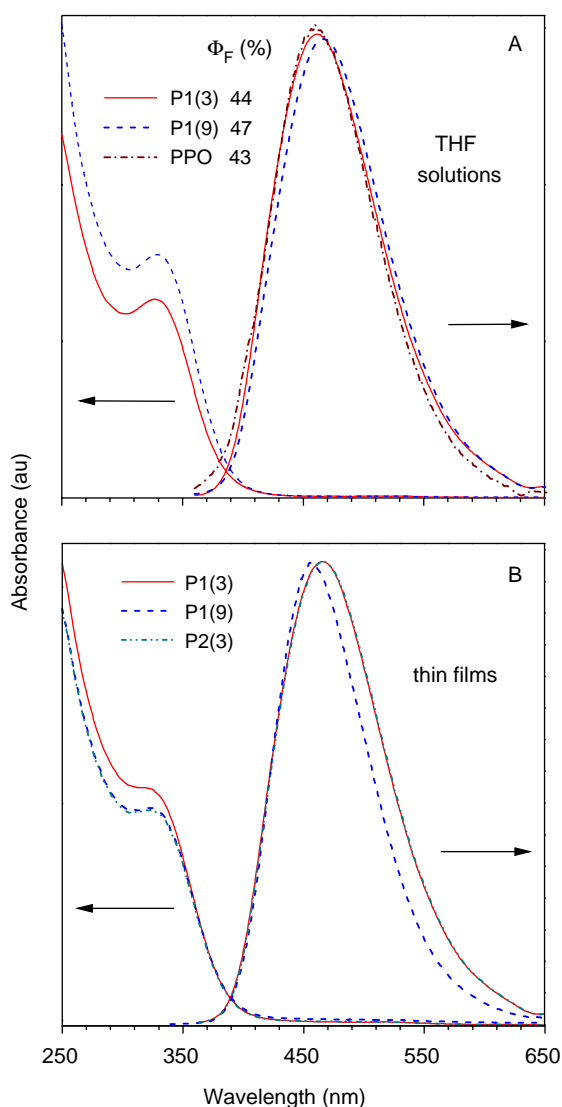 ΦF (%)
A
P1(3) 44
P1(9) 47
PPO 43
THF
solutions
Absorbance (au)
B
P1(3)
P1(9)
P2(3)
thin films
250 350 450 550 650
Wavelength (nm)